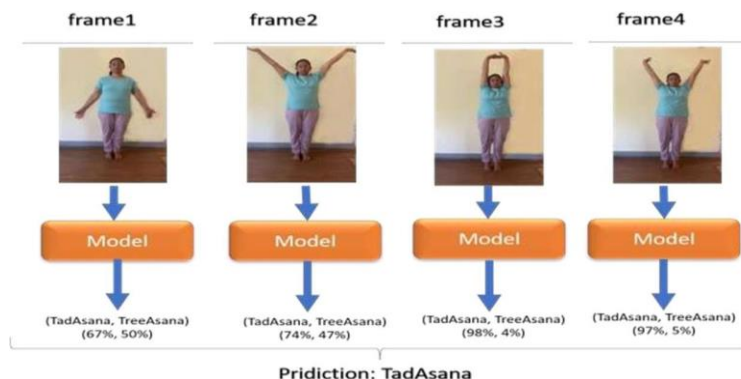 frame1 frame2 frame3 frame4
Model Model Model Model
(TadAsana, TreeAsana) (TadAsana, TreeAsana) (TadAsana, TreeAsana) (TadAsana, TreeAsana)
(67%, 50%) (74%, 47%) (98%, 4%) (97%, 5%)
Pridiction: TadAsana